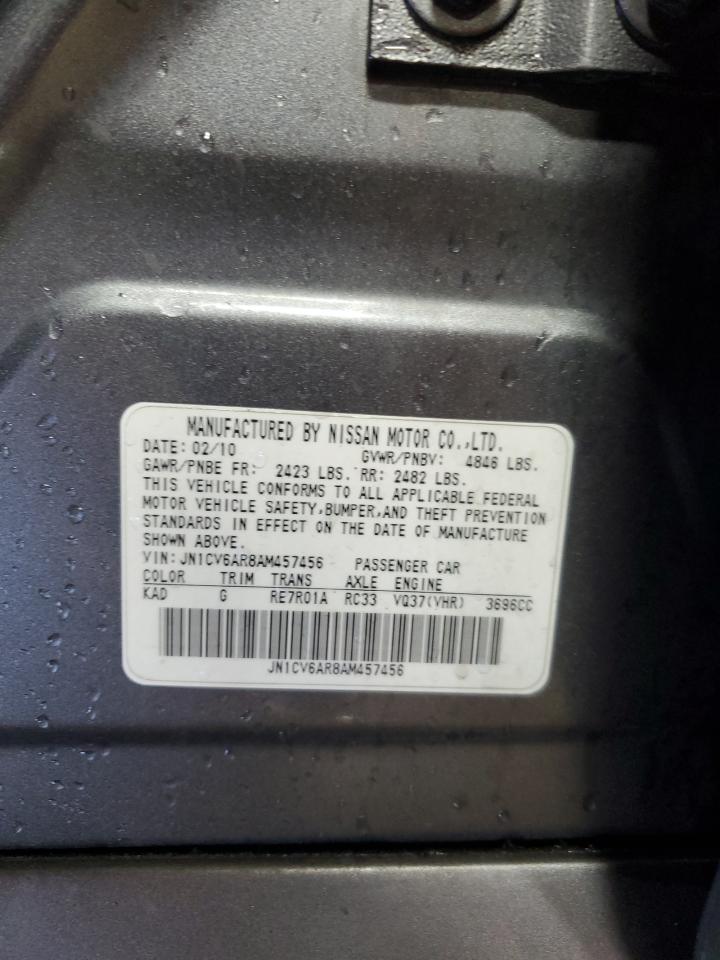 MANUFACTURED BY NISSAN MOTOR CO.,LTD.
DATE: 02/10 GVWR/PNBV: 4846 LBS.
GAWR/PNBE FR: 2423 LBS. RR: 2482 LBS.
THIS VEHICLE CONFORMS TO ALL APPLICABLE FEDERAL
MOTOR VEHICLE SAFETY,BUMPER,AND THEFT PREVENTION
STANDARDS IN EFFECT ON THE DATE OF MANUFACTURE
SHOWN ABOVE.
VIN: JN1CV6AR8AM457456 PASSENGER CAR
COLOR TRIM TRANS AXLE ENGINE
KAD G RE7R01A RC33 VQ37(VHR) 3696CC
JN1CV6AR8AM457456